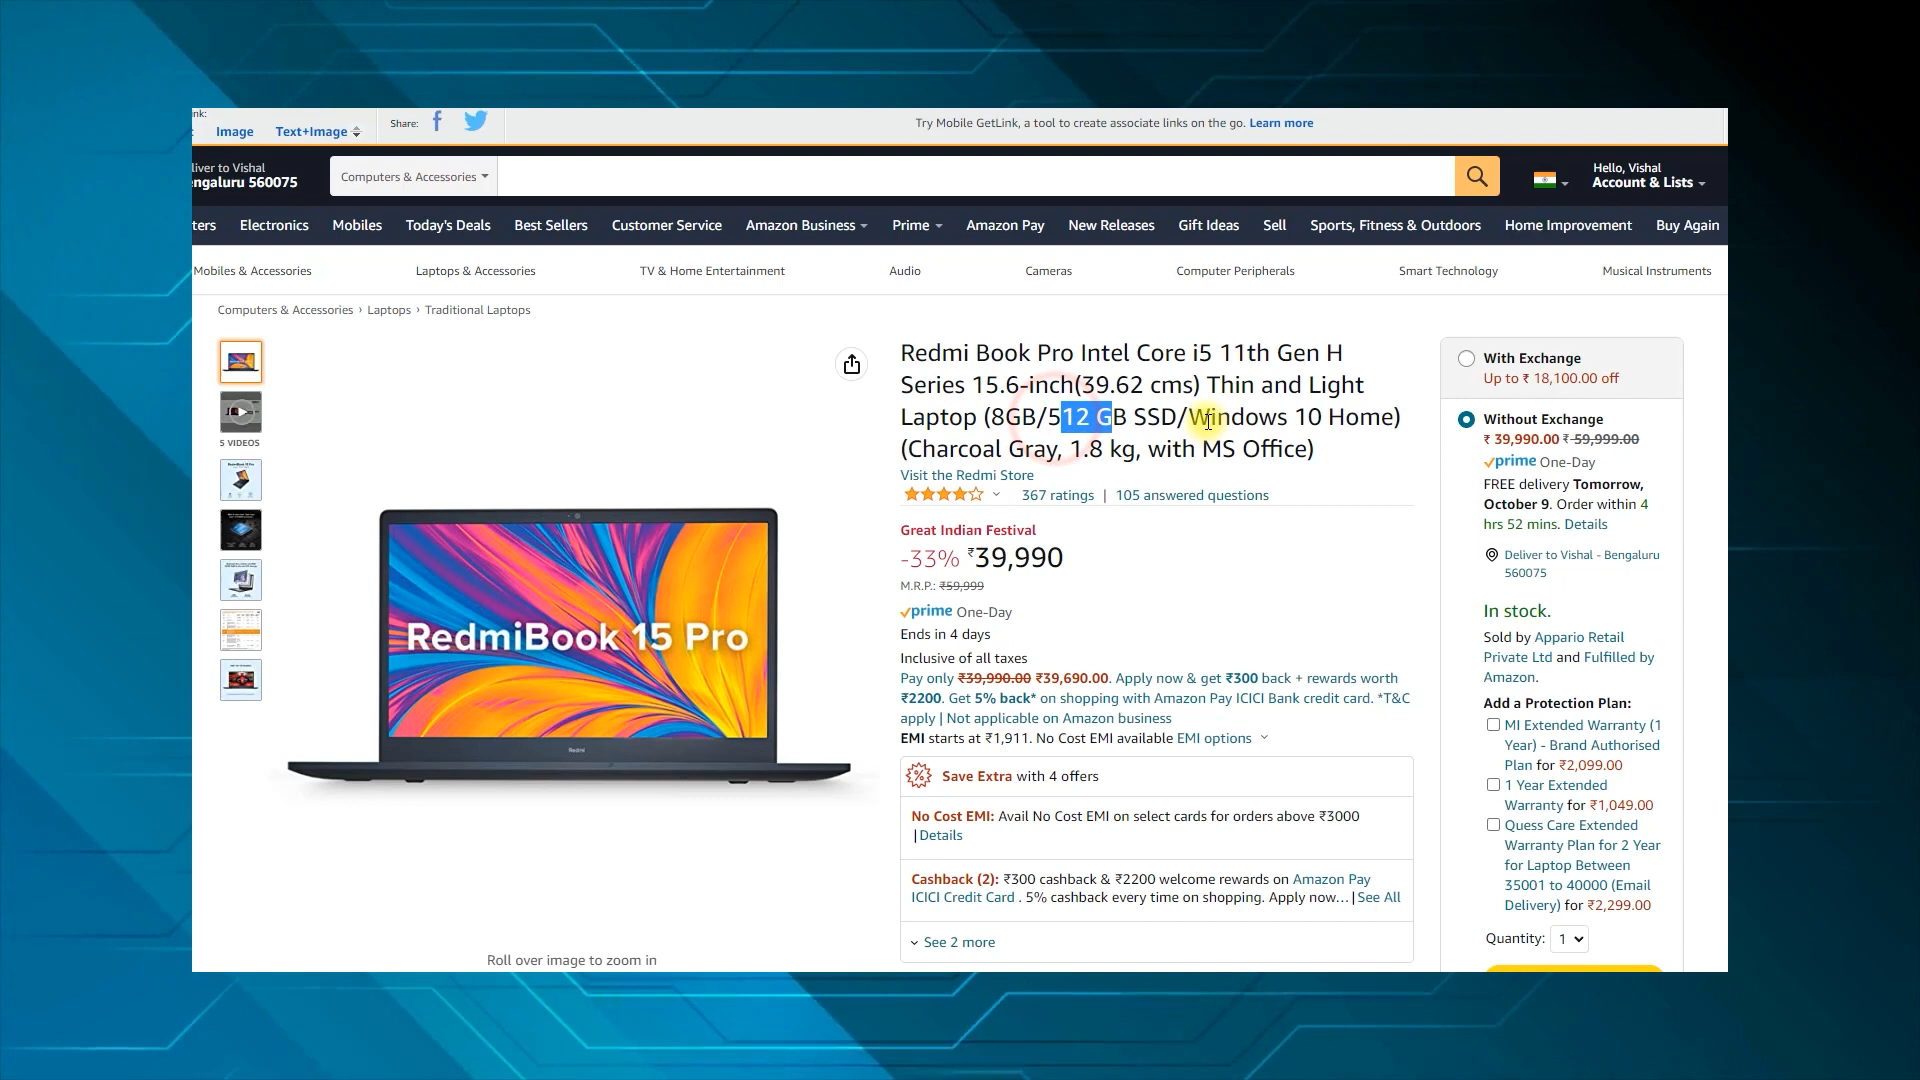 ink:
Image
Text+Image
Share:
Try Mobile GetLink, a tool to create associate links on the go. Learn more
liver to Vishal
engaluru 560075
Computers & Accessories
Hello, Vishal
Account & Lists
ters
Electronics
Mobiles
Today's Deals
Best Sellers
Customer Service
Amazon Business
Prime
Amazon Pay
New Releases
Gift Ideas
Sell
Sports, Fitness & Outdoors
Home Improvement
Buy Again
Mobiles & Accessories
Laptops & Accessories
TV & Home Entertainment
Audio
Cameras
Computer Peripherals
Smart Technology
Musical Instruments
Computers & Accessories › Laptops › Traditional Laptops
5 VIDEOS
RedmiBook 15 Pro
Redmi
Roll over image to zoom in
Redmi Book Pro Intel Core i5 11th Gen H
Series 15.6-inch(39.62 cms) Thin and Light
Laptop (8GB/512 GB SSD/Windows 10 Home)
(Charcoal Gray, 1.8 kg, with MS Office)
Visit the Redmi Store
367 ratings | 105 answered questions
Great Indian Festival
-33% ₹39,990
M.R.P.: ₹59,999
prime One-Day
Ends in 4 days
Inclusive of all taxes
Pay only ₹39,990.00 ₹39,690.00. Apply now & get ₹300 back + rewards worth
₹2200. Get 5% back* on shopping with Amazon Pay ICICI Bank credit card. *T&C
apply | Not applicable on Amazon business
EMI starts at ₹1,911. No Cost EMI available EMI options
Save Extra with 4 offers
No Cost EMI: Avail No Cost EMI on select cards for orders above ₹3000
|Details
Cashback (2): ₹300 cashback & ₹2200 welcome rewards on Amazon Pay
ICICI Credit Card . 5% cashback every time on shopping. Apply now... | See All
See 2 more
With Exchange
Up to ₹ 18,100.00 off
Without Exchange
₹ 39,990.00 ₹ 59,999.00
prime One-Day
FREE delivery Tomorrow,
October 9. Order within 4
hrs 52 mins. Details
Deliver to Vishal - Bengaluru
560075
In stock.
Sold by Appario Retail
Private Ltd and Fulfilled by
Amazon.
Add a Protection Plan:
MI Extended Warranty (1
Year) - Brand Authorised
Plan for ₹2,099.00
1 Year Extended
Warranty for ₹1,049.00
Quess Care Extended
Warranty Plan for 2 Year
for Laptop Between
35001 to 40000 (Email
Delivery) for ₹2,299.00
Quantity: 1